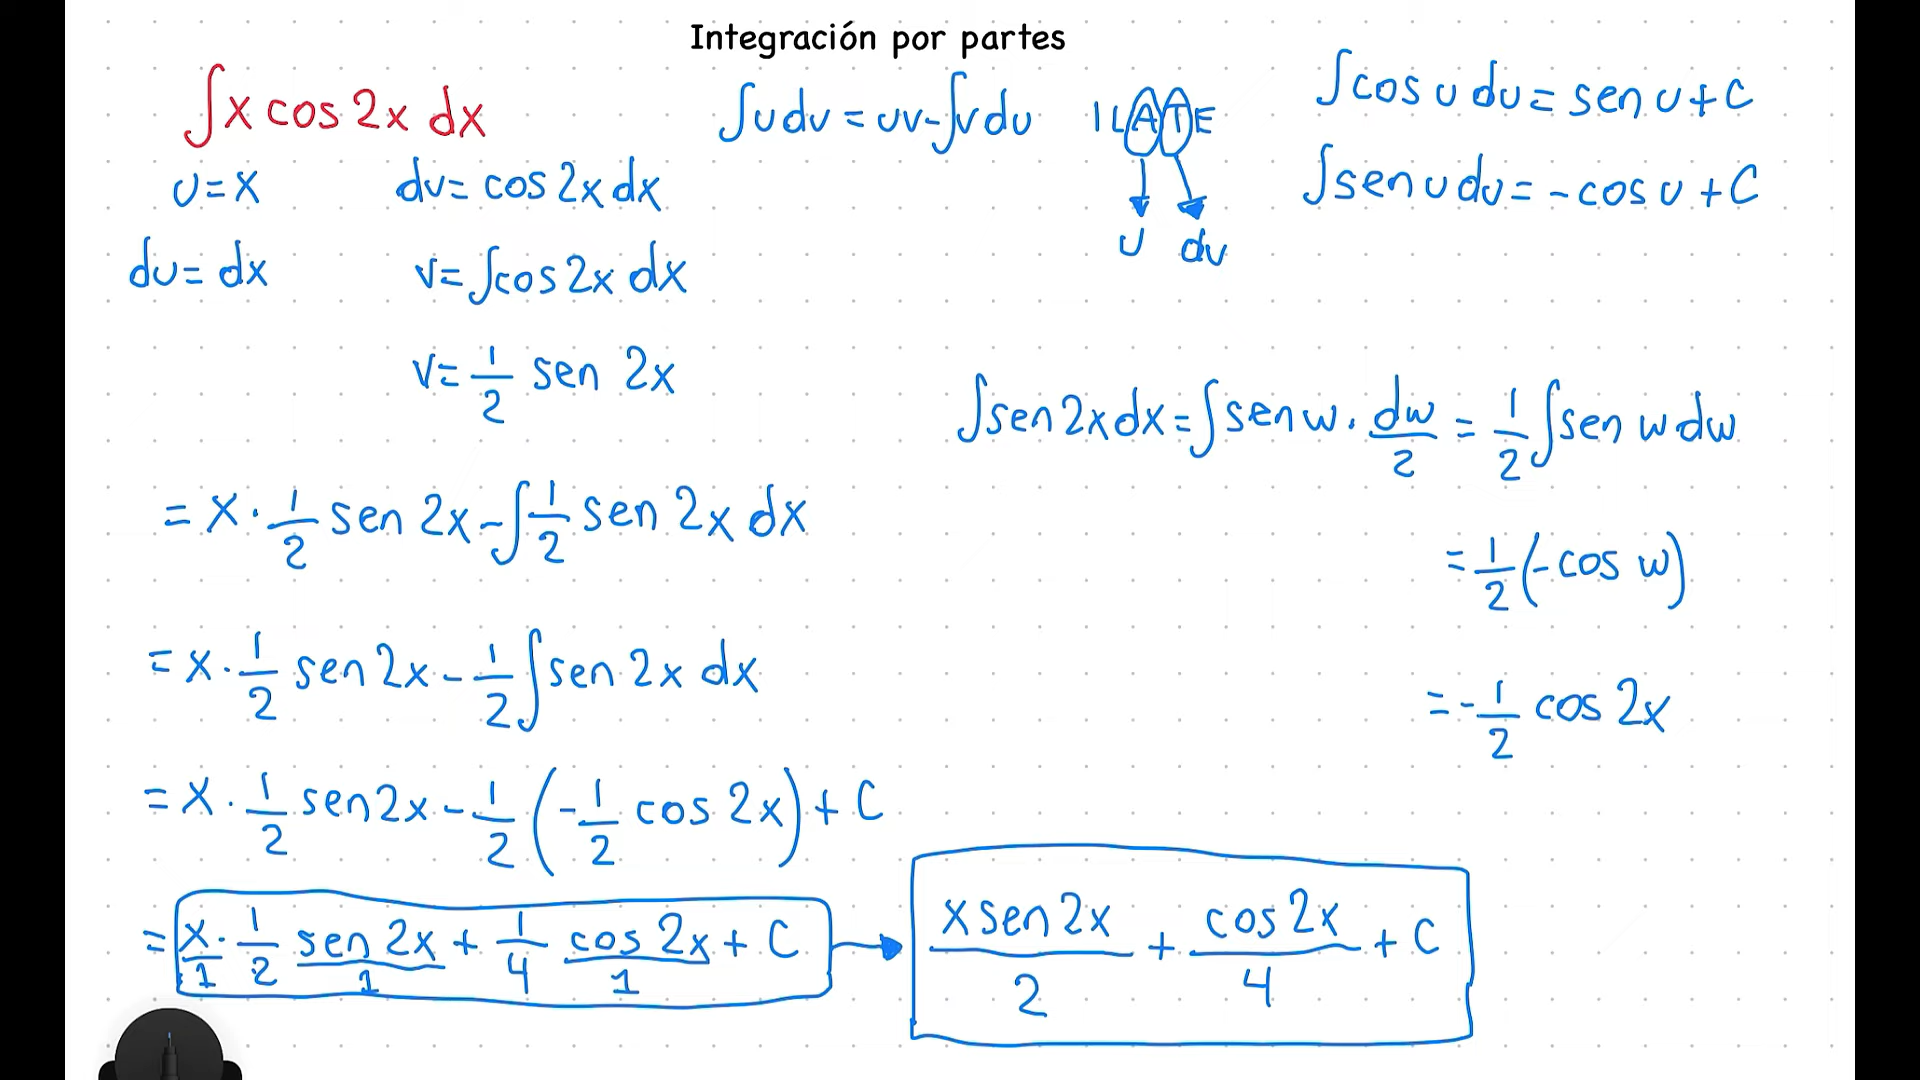 Integración por partes
∫x cos 2x dx
∫u dv = uv - ∫v du
ILATE
u dv
∫cos u du = sen u + C
∫sen u du = - cos u + C
u = x
dv = cos 2x dx
du = dx
v = ∫cos 2x dx
v = 1/2 sen 2x
= x · 1/2 sen 2x - ∫ 1/2 sen 2x dx
= x · 1/2 sen 2x - 1/2 ∫sen 2x dx
= x · 1/2 sen 2x - 1/2 (- 1/2 cos 2x) + C
= x/1 · 1/2 sen 2x/1 + 1/4 cos 2x/1 + C
∫sen 2x dx = ∫sen w · dw/2 = 1/2 ∫sen w dw
= 1/2 (- cos w)
= - 1/2 cos 2x
x sen 2x/2 + cos 2x/4 + C